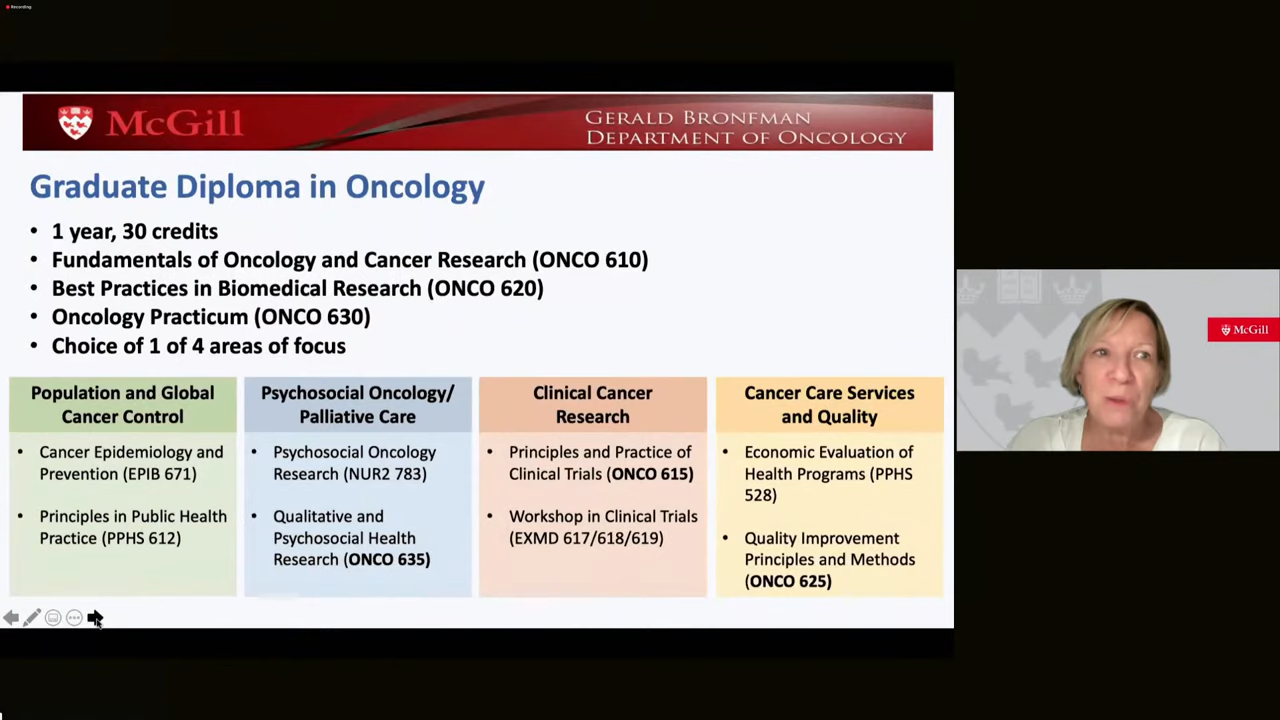 Recording
McGill
GERALD BRONFMAN
DEPARTMENT OF ONCOLOGY
Graduate Diploma in Oncology
• 1 year, 30 credits
• Fundamentals of Oncology and Cancer Research (ONCO 610)
• Best Practices in Biomedical Research (ONCO 620)
• Oncology Practicum (ONCO 630)
• Choice of 1 of 4 areas of focus
Population and Global
Cancer Control
• Cancer Epidemiology and
Prevention (EPIB 671)
• Principles in Public Health
Practice (PPHS 612)
Psychosocial Oncology/
Palliative Care
• Psychosocial Oncology
Research (NUR2 783)
• Qualitative and
Psychosocial Health
Research (ONCO 635)
Clinical Cancer
Research
• Principles and Practice of
Clinical Trials (ONCO 615)
• Workshop in Clinical Trials
(EXMD 617/618/619)
Cancer Care Services
and Quality
• Economic Evaluation of
Health Programs (PPHS
528)
• Quality Improvement
Principles and Methods
(ONCO 625)
McGill